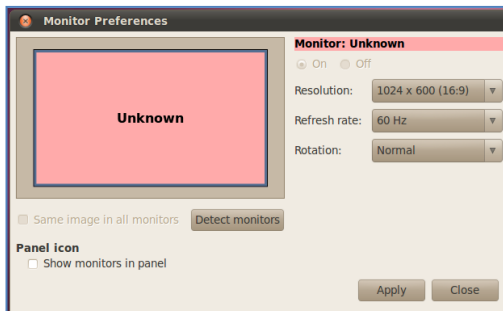 Monitor Preferences
Monitor: Unknown
On Off
Resolution: 1024 x 600 (16:9)
Unknown
Refresh rate: 60 Hz
Rotation: Normal
Same image in all monitors Detect monitors
Panel icon
Show monitors in panel
Apply Close